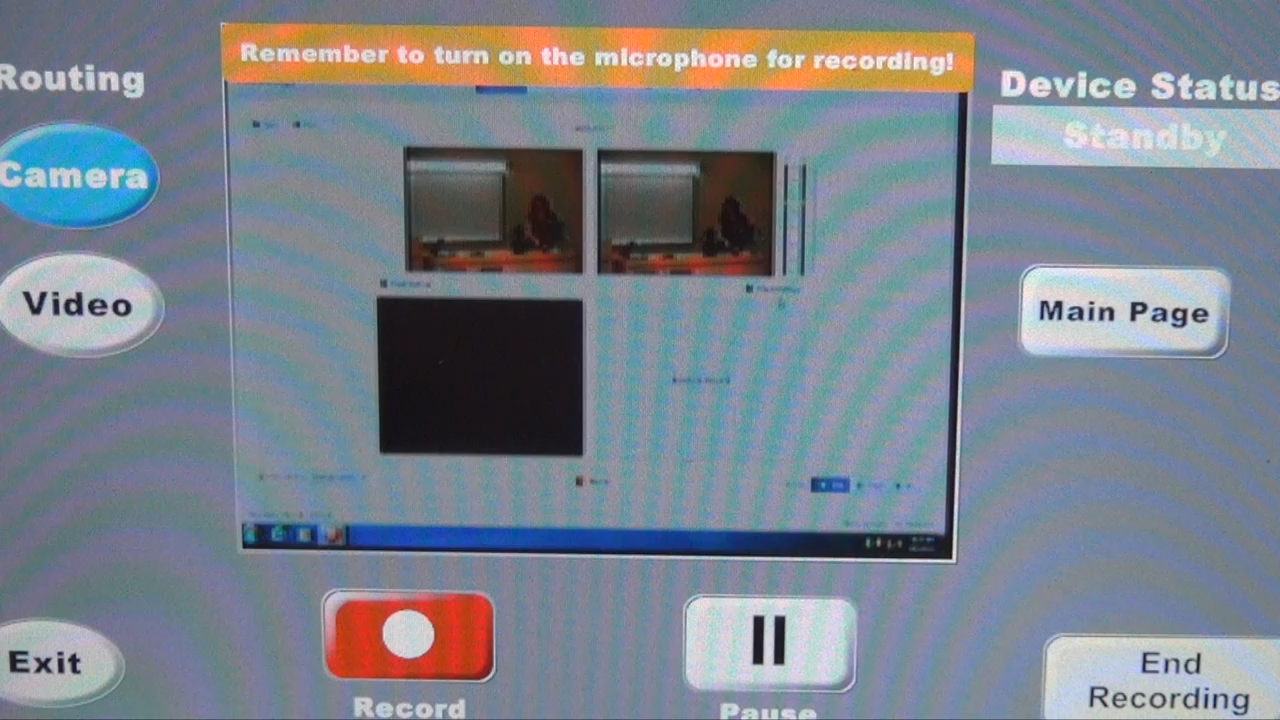 Remember to turn on the microphone for recording!
Routing
Device Status
Standby
Camera
Video
Main Page
Exit
End
Recording
Record
Pause